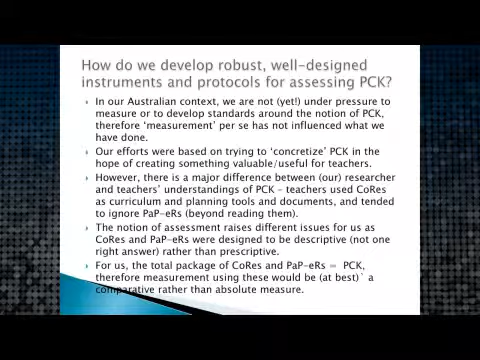 How do we develop robust, well-designed
instruments and protocols for assessing PCK?
In our Australian context, we are not (yet!) under pressure to
measure or to develop standards around the notion of PCK,
therefore ‘measurement’ per se has not influenced what we
have done.
Our efforts were based on trying to ‘concretize’ PCK in the
hope of creating something valuable/useful for teachers.
However, there is a major difference between (our) researcher
and teachers’ understandings of PCK – teachers used CoRes
as curriculum and planning tools and documents, and tended
to ignore PaP-eRs (beyond reading them).
The notion of assessment raises different issues for us as
CoRes and PaP-eRs were designed to be descriptive (not one
right answer) rather than prescriptive.
For us, the total package of CoRes and PaP-eRs = PCK,
therefore measurement using these would be (at best)` a
comparative rather than absolute measure.